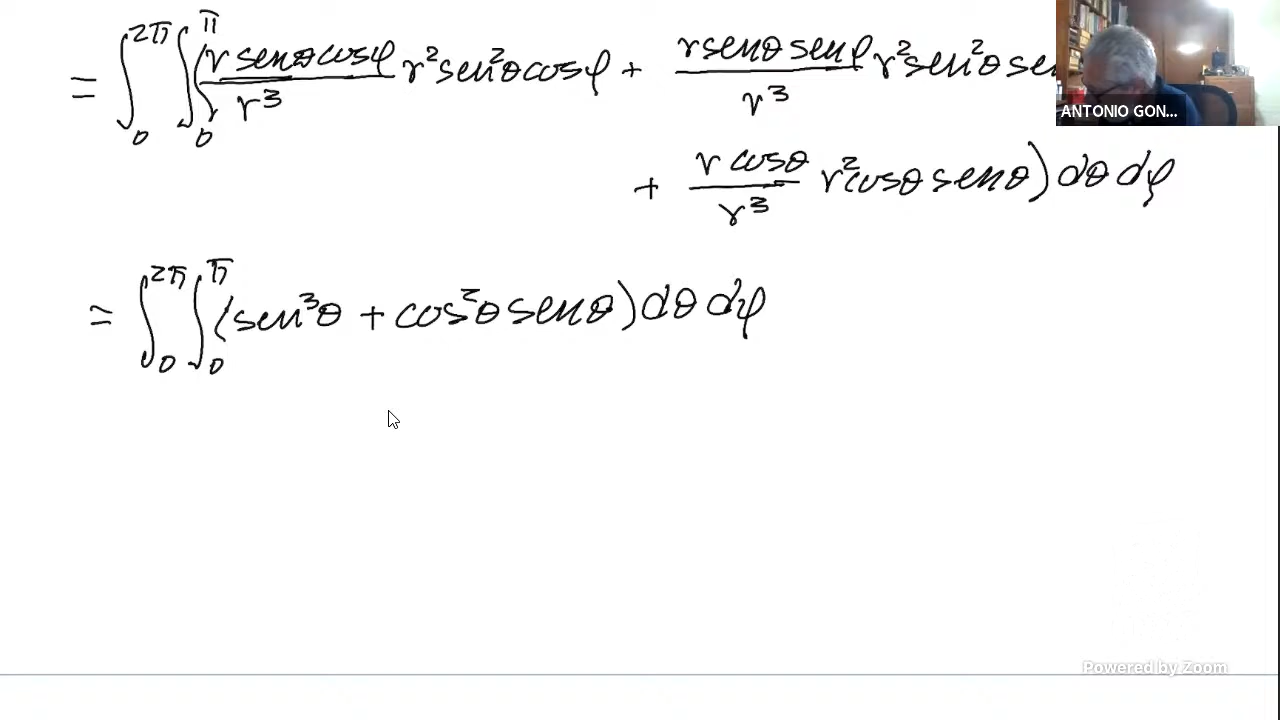 = ∫₀^{2π} ∫₀^{π} ( (r senθ cosφ)/r³ r² sen²θ cosφ + (r senθ senφ)/r³ r² sen²θ
ANTONIO GON...
+ (r cosθ)/r³ r² cosθ senθ ) dθ dφ
= ∫₀^{2π} ∫₀^{π} (sen³θ + cos²θ senθ) dθ dφ
Powered by Zoom